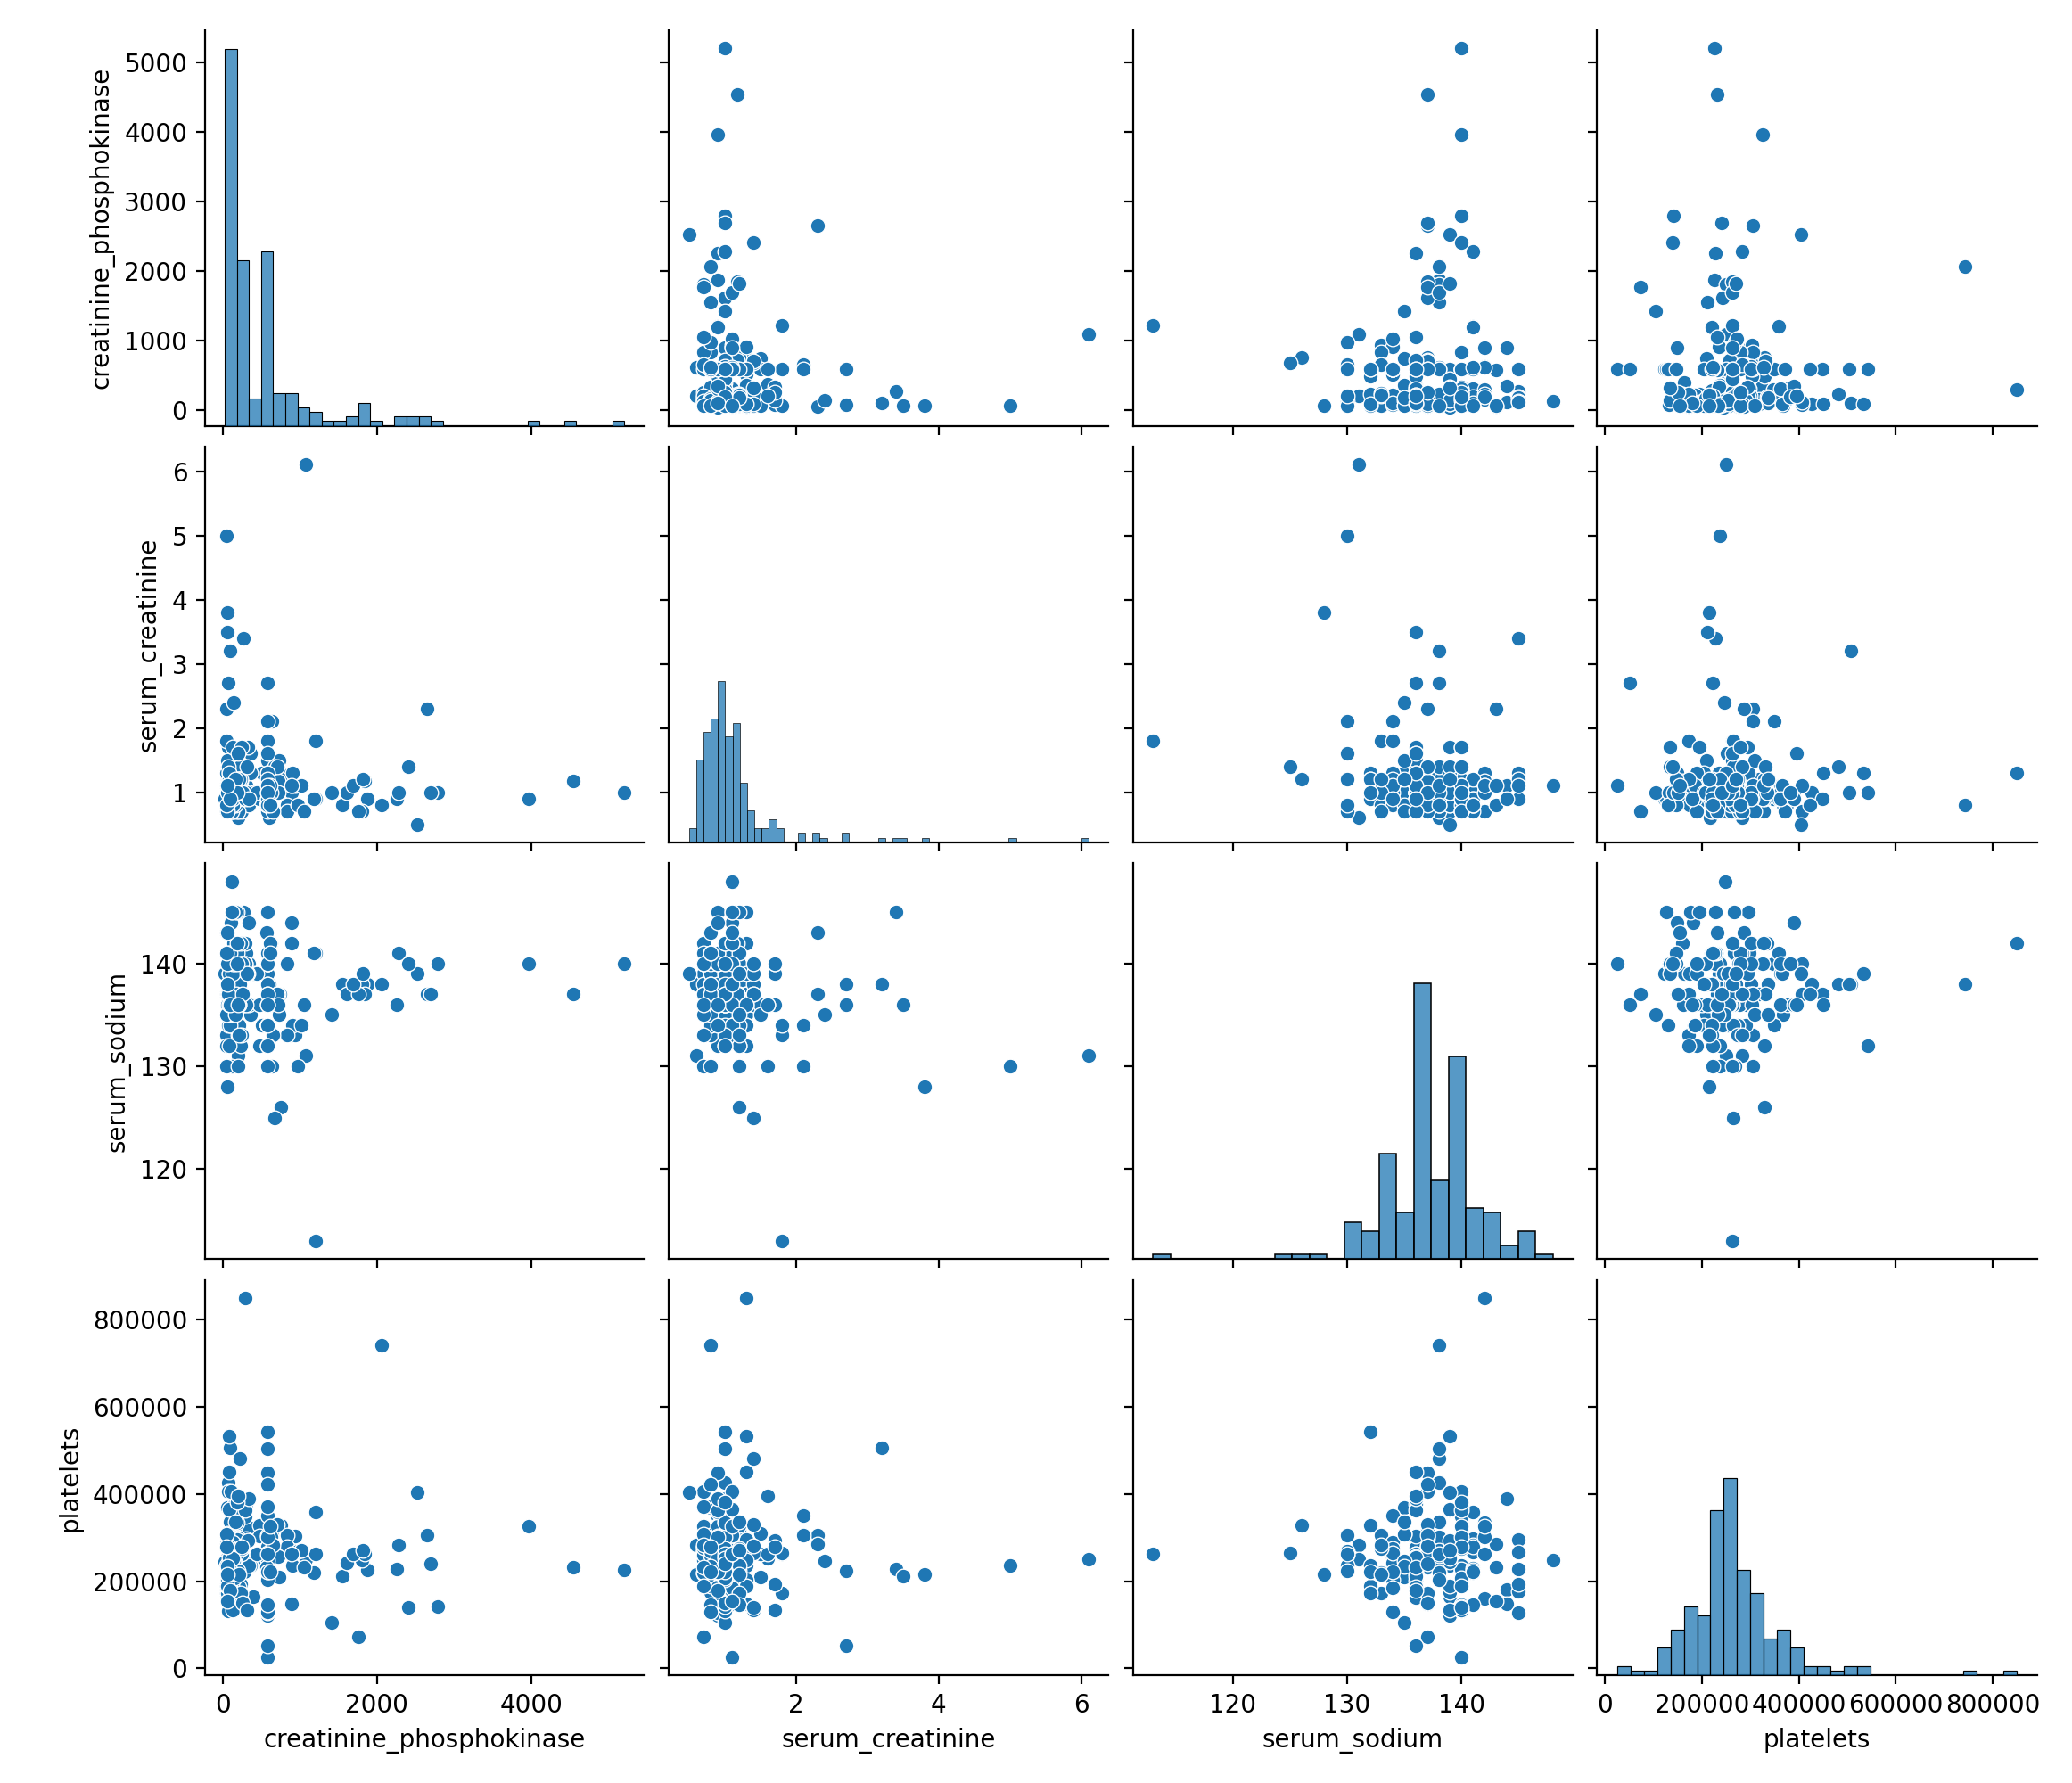 creatinine_phosphokinase
5000
4000
3000
2000
1000
0
serum_creatinine
6
5
4
3
2
1
serum_sodium
140
130
120
platelets
800000
600000
400000
200000
0
0 2000 4000
2 4 6
120 130 140
0 200000 400000 600000 800000
creatinine_phosphokinase
serum_creatinine
serum_sodium
platelets